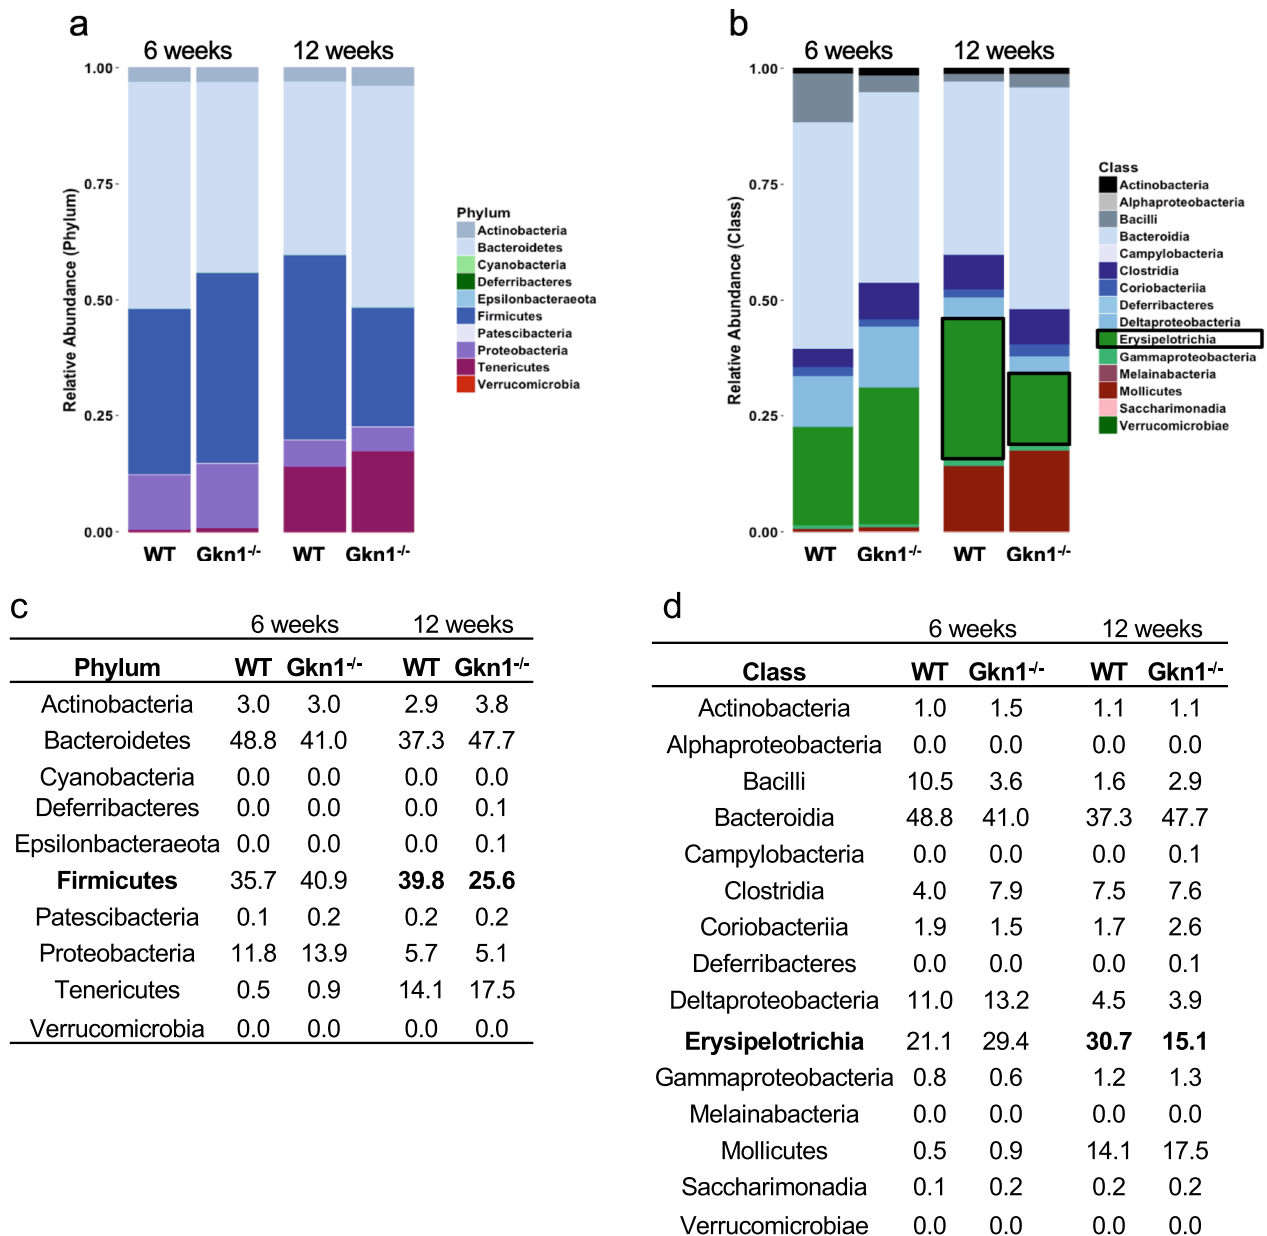 a
6 weeks 12 weeks
1.00
0.75
0.50
0.25
0.00
Relative Abundance (Phylum)
WT Gkn1-/- WT Gkn1-/-
Phylum
Actinobacteria
Bacteroidetes
Cyanobacteria
Deferribacteres
Epsilonbacteraeota
Firmicutes
Patescibacteria
Proteobacteria
Tenericutes
Verrucomicrobia
b
6 weeks 12 weeks
1.00
0.75
0.50
0.25
0.00
Relative Abundance (Class)
WT Gkn1-/- WT Gkn1-/-
Class
Actinobacteria
Alphaproteobacteria
Bacilli
Bacteroidia
Campylobacteria
Clostridia
Coriobacteriia
Deferribacteres
Deltaproteobacteria
Erysipelotrichia
Gammaproteobacteria
Melainabacteria
Mollicutes
Saccharimonadia
Verrucomicrobiae
c
6 weeks 12 weeks
Phylum WT Gkn1-/- WT Gkn1-/-
Actinobacteria 3.0 3.0 2.9 3.8
Bacteroidetes 48.8 41.0 37.3 47.7
Cyanobacteria 0.0 0.0 0.0 0.0
Deferribacteres 0.0 0.0 0.0 0.1
Epsilonbacteraeota 0.0 0.0 0.0 0.1
Firmicutes 35.7 40.9 39.8 25.6
Patescibacteria 0.1 0.2 0.2 0.2
Proteobacteria 11.8 13.9 5.7 5.1
Tenericutes 0.5 0.9 14.1 17.5
Verrucomicrobia 0.0 0.0 0.0 0.0
d
6 weeks 12 weeks
Class WT Gkn1-/- WT Gkn1-/-
Actinobacteria 1.0 1.5 1.1 1.1
Alphaproteobacteria 0.0 0.0 0.0 0.0
Bacilli 10.5 3.6 1.6 2.9
Bacteroidia 48.8 41.0 37.3 47.7
Campylobacteria 0.0 0.0 0.0 0.1
Clostridia 4.0 7.9 7.5 7.6
Coriobacteriia 1.9 1.5 1.7 2.6
Deferribacteres 0.0 0.0 0.0 0.1
Deltaproteobacteria 11.0 13.2 4.5 3.9
Erysipelotrichia 21.1 29.4 30.7 15.1
Gammaproteobacteria 0.8 0.6 1.2 1.3
Melainabacteria 0.0 0.0 0.0 0.0
Mollicutes 0.5 0.9 14.1 17.5
Saccharimonadia 0.1 0.2 0.2 0.2
Verrucomicrobiae 0.0 0.0 0.0 0.0